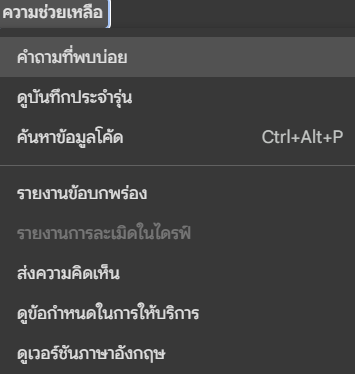 ความช่วยเหลือ
คำถามที่พบบ่อย
ดูบันทึกประจำรุ่น
ค้นหาข้อมูลโค้ด Ctrl+Alt+P
รายงานข้อบกพร่อง
รายงานการละเมิดในไดรฟ์
ส่งความคิดเห็น
ดูข้อกำหนดในการให้บริการ
ดูเวอร์ชันภาษาอังกฤษ